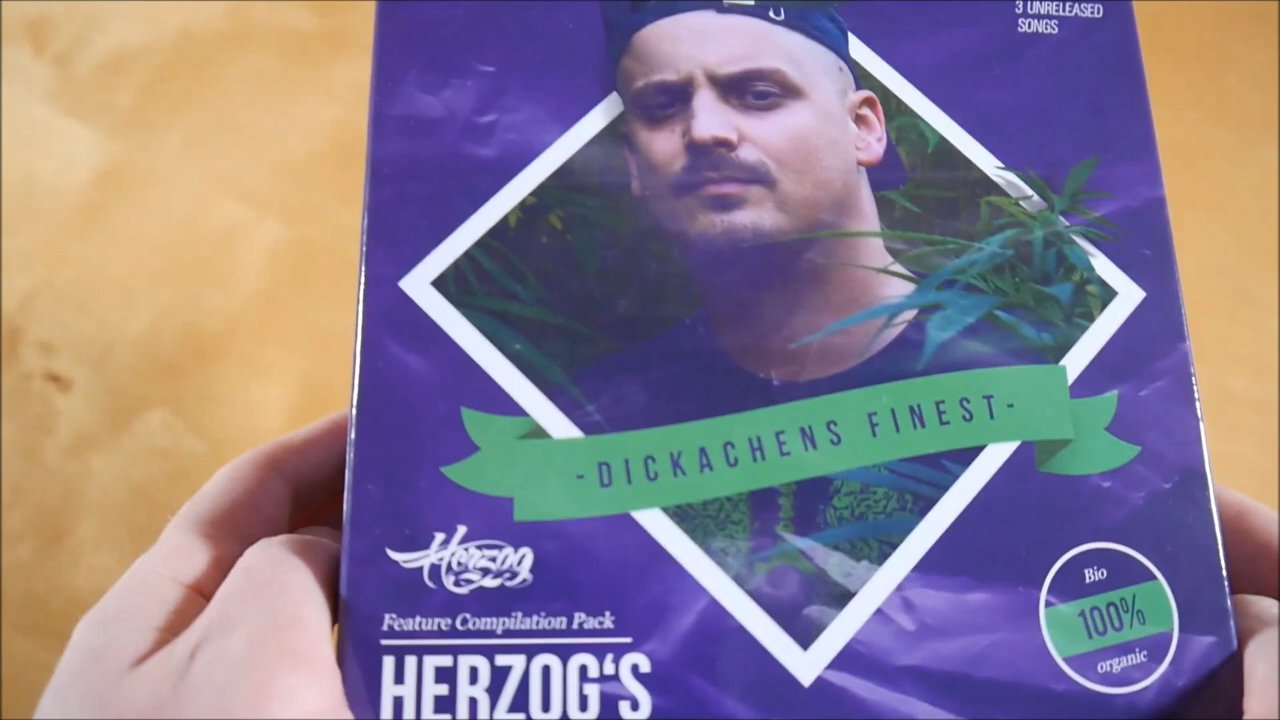 3 UNRELEASED
SONGS
-DICKACHENS FINEST-
Herzog
Feature Compilation Pack
HERZOG‘S
Bio
100%
organic